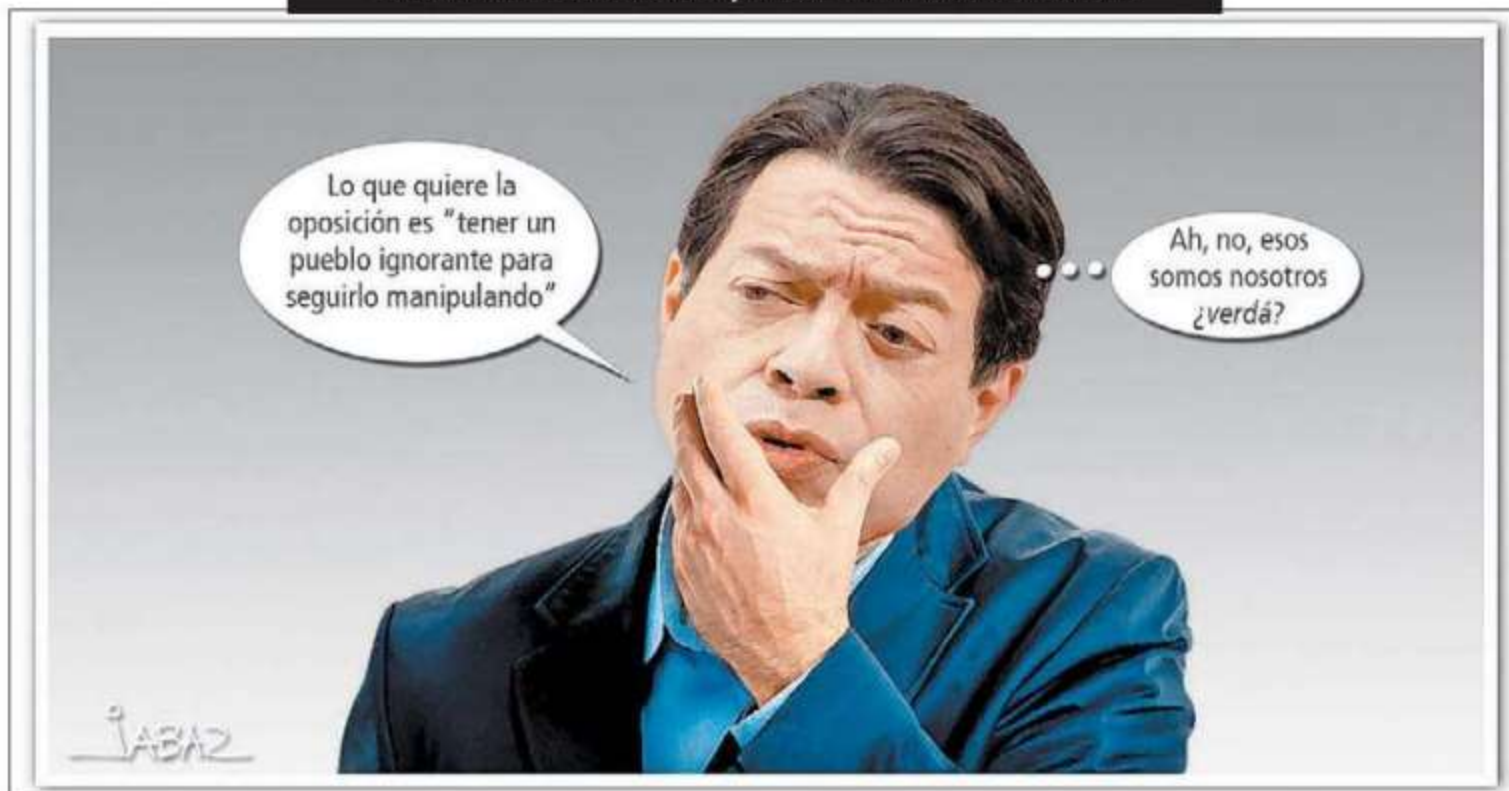 Lo que quiere la
oposición es "tener un
pueblo ignorante para
seguirlo manipulando"
Ah, no, esos
somos nosotros
¿verdá?
JABAZ